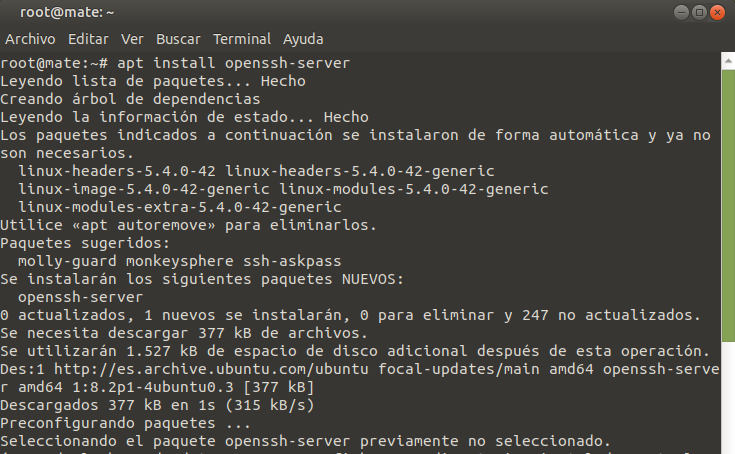 root@mate: ~
Archivo Editar Ver Buscar Terminal Ayuda
root@mate:~# apt install openssh-server
Leyendo lista de paquetes... Hecho
Creando árbol de dependencias
Leyendo la información de estado... Hecho
Los paquetes indicados a continuación se instalaron de forma automática y ya no
son necesarios.
linux-headers-5.4.0-42 linux-headers-5.4.0-42-generic
linux-image-5.4.0-42-generic linux-modules-5.4.0-42-generic
linux-modules-extra-5.4.0-42-generic
Utilice «apt autoremove» para eliminarlos.
Paquetes sugeridos:
molly-guard monkeysphere ssh-askpass
Se instalarán los siguientes paquetes NUEVOS:
openssh-server
0 actualizados, 1 nuevos se instalarán, 0 para eliminar y 247 no actualizados.
Se necesita descargar 377 kB de archivos.
Se utilizarán 1.527 kB de espacio de disco adicional después de esta operación.
Des:1 http://es.archive.ubuntu.com/ubuntu focal-updates/main amd64 openssh-serve
r amd64 1:8.2p1-4ubuntu0.3 [377 kB]
Descargados 377 kB en 1s (315 kB/s)
Preconfigurando paquetes ...
Seleccionando el paquete openssh-server previamente no seleccionado.